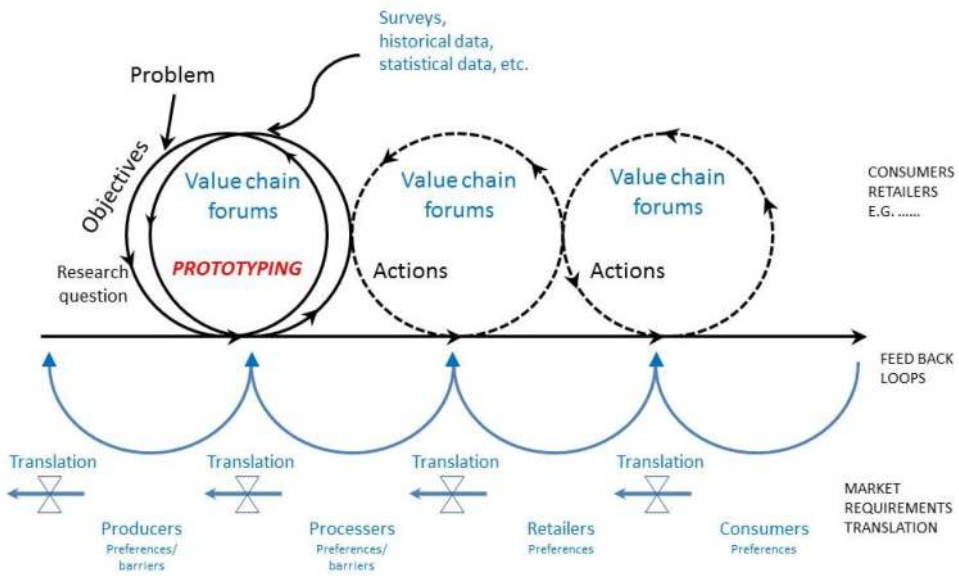 Surveys,
historical data,
statistical data, etc.
Problem
Objectives
Value chain
forums
Value chain
forums
Value chain
forums
CONSUMERS
RETAILERS
E.G. ......
PROTOTYPING
Research
question
Actions
Actions
FEED BACK
LOOPS
Translation
Translation
Translation
Translation
MARKET
REQUIREMENTS
TRANSLATION
Producers
Preferences/
barriers
Processers
Preferences/
barriers
Retailers
Preferences
Consumers
Preferences